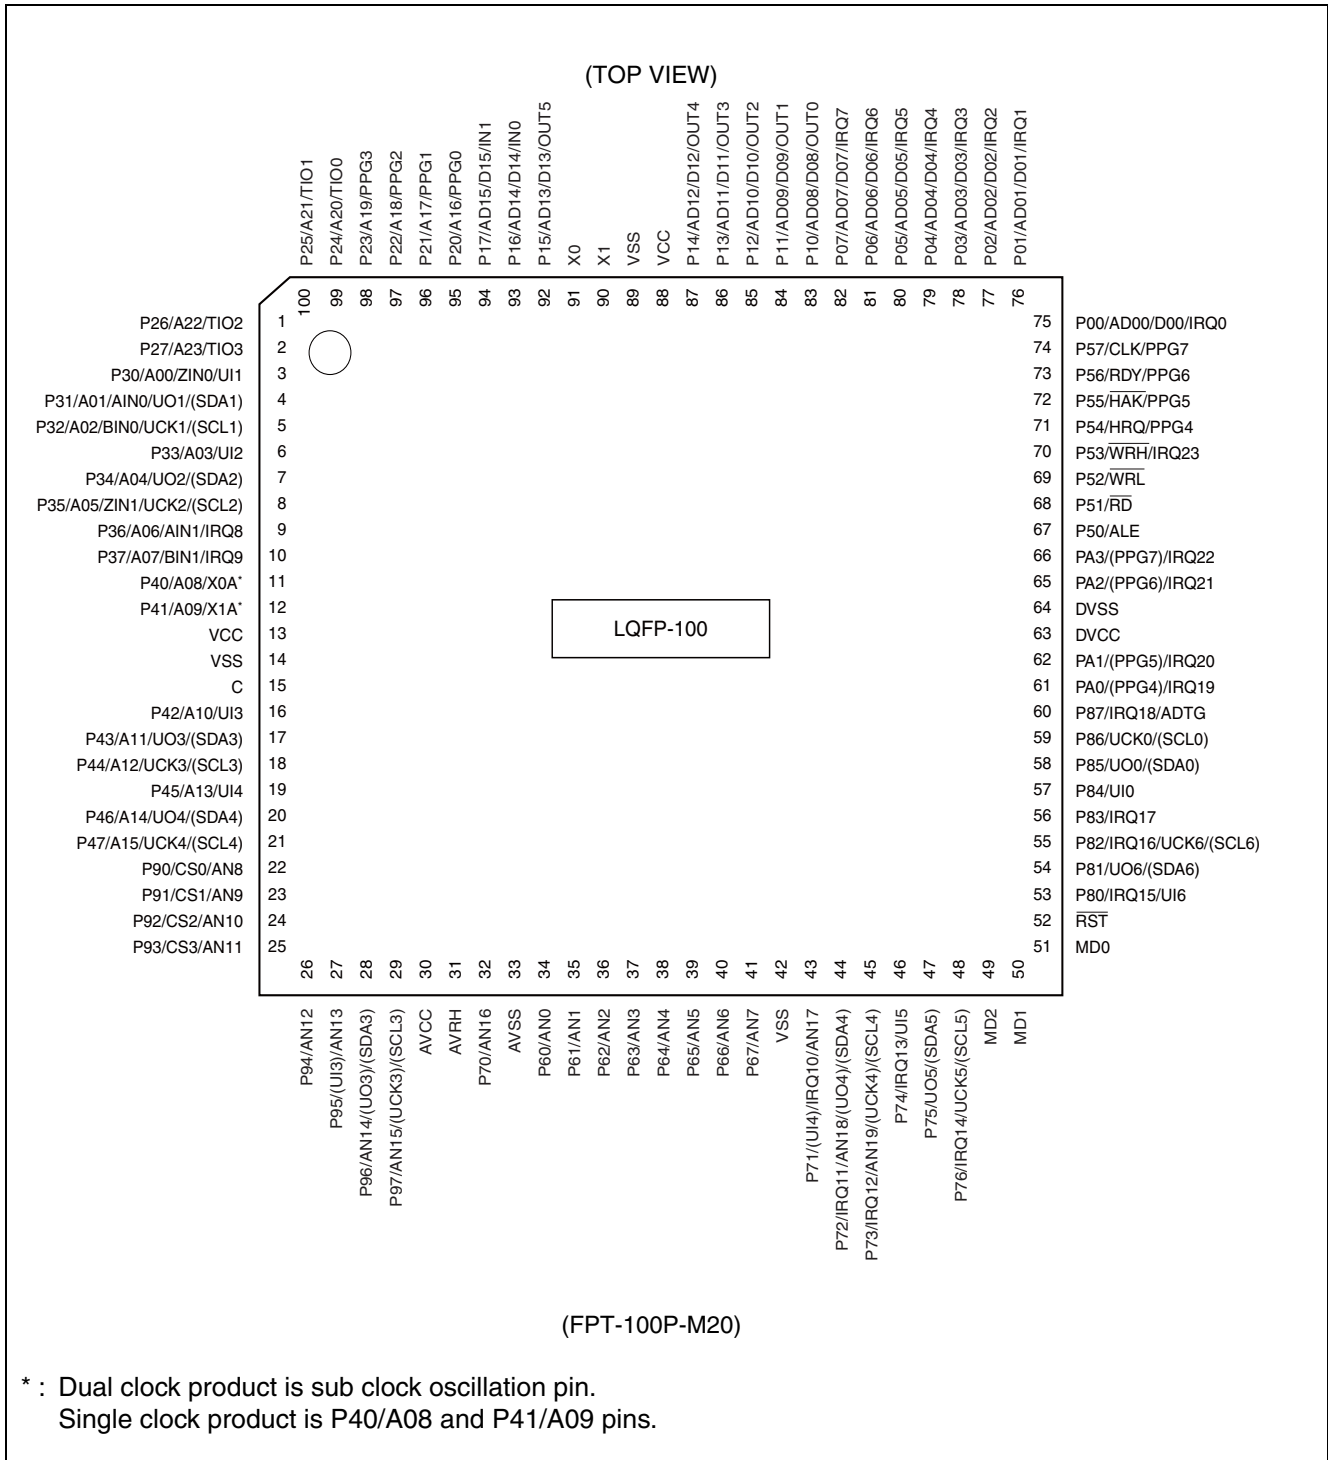 (TOP VIEW)
P25/A21/TIO1
P24/A20/TIO0
P23/A19/PPG3
P22/A18/PPG2
P21/A17/PPG1
P20/A16/PPG0
P17/AD15/D15/IN1
P16/AD14/D14/IN0
P15/AD13/D13/OUT5
X0
X1
VSS
VCC
P14/AD12/D12/OUT4
P13/AD11/D11/OUT3
P12/AD10/D10/OUT2
P11/AD09/D09/OUT1
P10/AD08/D08/OUT0
P07/AD07/D07/IRQ7
P06/AD06/D06/IRQ6
P05/AD05/D05/IRQ5
P04/AD04/D04/IRQ4
P03/AD03/D03/IRQ3
P02/AD02/D02/IRQ2
P01/AD01/D01/IRQ1
100 99 98 97 96 95 94 93 92 91 90 89 88 87 86 85 84 83 82 81 80 79 78 77 76
P26/A22/TIO2 1 75 P00/AD00/D00/IRQ0
P27/A23/TIO3 2 74 P57/CLK/PPG7
P30/A00/ZIN0/UI1 3 73 P56/RDY/PPG6
P31/A01/AIN0/UO1/(SDA1) 4 72 P55/HAK/PPG5
P32/A02/BIN0/UCK1/(SCL1) 5 71 P54/HRQ/PPG4
P33/A03/UI2 6 70 P53/WRH/IRQ23
P34/A04/UO2/(SDA2) 7 69 P52/WRL
P35/A05/ZIN1/UCK2/(SCL2) 8 68 P51/RD
P36/A06/AIN1/IRQ8 9 67 P50/ALE
P37/A07/BIN1/IRQ9 10 66 PA3/(PPG7)/IRQ22
P40/A08/X0A* 11 65 PA2/(PPG6)/IRQ21
P41/A09/X1A* 12 64 DVSS
VCC 13 63 DVCC
VSS 14 62 PA1/(PPG5)/IRQ20
C 15 61 PA0/(PPG4)/IRQ19
P42/A10/UI3 16 60 P87/IRQ18/ADTG
P43/A11/UO3/(SDA3) 17 59 P86/UCK0/(SCL0)
P44/A12/UCK3/(SCL3) 18 58 P85/UO0/(SDA0)
P45/A13/UI4 19 57 P84/UI0
P46/A14/UO4/(SDA4) 20 56 P83/IRQ17
P47/A15/UCK4/(SCL4) 21 55 P82/IRQ16/UCK6/(SCL6)
P90/CS0/AN8 22 54 P81/UO6/(SDA6)
P91/CS1/AN9 23 53 P80/IRQ15/UI6
P92/CS2/AN10 24 52 RST
P93/CS3/AN11 25 51 MD0
LQFP-100
26 27 28 29 30 31 32 33 34 35 36 37 38 39 40 41 42 43 44 45 46 47 48 49 50
P94/AN12
P95/(UI3)/AN13
P96/AN14/(UO3)/(SDA3)
P97/AN15/(UCK3)/(SCL3)
AVCC
AVRH
P70/AN16
AVSS
P60/AN0
P61/AN1
P62/AN2
P63/AN3
P64/AN4
P65/AN5
P66/AN6
P67/AN7
VSS
P71/(UI4)/IRQ10/AN17
P72/IRQ11/AN18/(UO4)/(SDA4)
P73/IRQ12/AN19/(UCK4)/(SCL4)
P74/IRQ13/UI5
P75/UO5/(SDA5)
P76/IRQ14/UCK5/(SCL5)
MD2
MD1
(FPT-100P-M20)
* : Dual clock product is sub clock oscillation pin.
Single clock product is P40/A08 and P41/A09 pins.